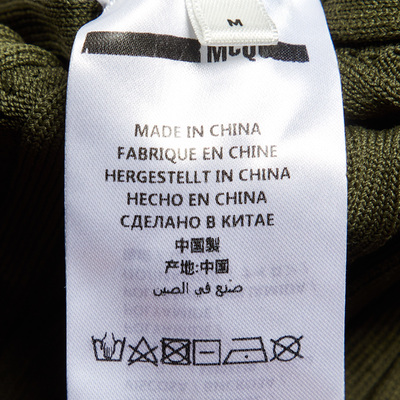 M
McQ
MADE IN CHINA
FABRIQUE EN CHINE
HERGESTELLT IN CHINA
HECHO EN CHINA
СДЕЛАНО В КИТАЕ
中国製
产地:中国
صنع في الصين